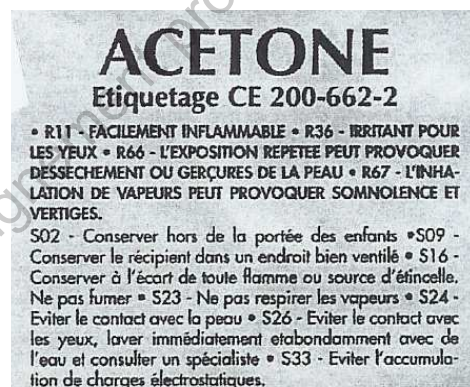 ACETONE
Etiquetage CE 200-662-2
• R11 - FACILEMENT INFLAMMABLE • R36 - IRRITANT POUR
LES YEUX • R66 - L'EXPOSITION REPETEE PEUT PROVOQUER
DESSECHEMENT OU GERÇURES DE LA PEAU • R67 - L'INHA-
LATION DE VAPEURS PEUT PROVOQUER SOMNOLENCE ET
VERTIGES.
S02 - Conserver hors de la portée des enfants •S09 -
Conserver le récipient dans un endroit bien ventilé • S16 -
Conserver à l'écart de toute flamme ou source d'étincelle.
Ne pas fumer • S23 - Ne pas respirer les vapeurs • S24 -
Eviter le contact avec la peau • S26 - Eviter le contact avec
les yeux, laver immédiatement etabondamment avec de
l'eau et consulter un spécialiste • S33 - Eviter l'accumula-
tion de charges électrostatiques.